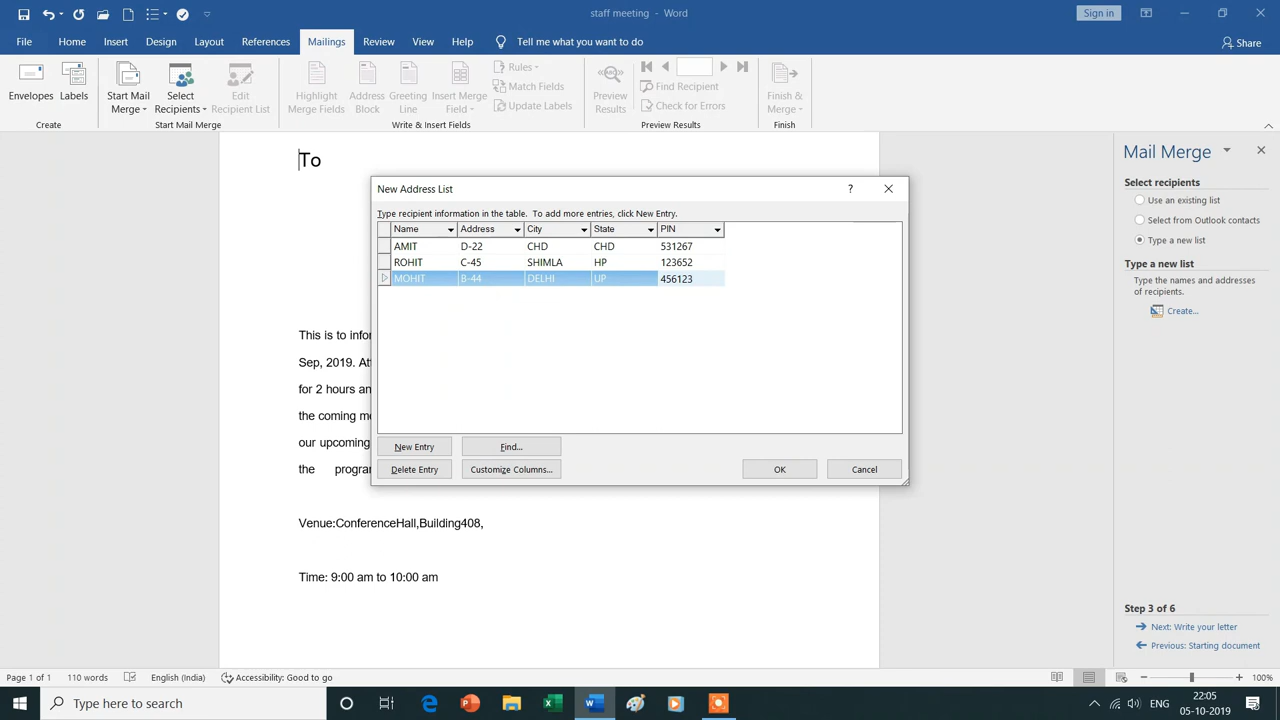 staff meeting - Word
Sign in
File Home Insert Design Layout References Mailings Review View Help Tell me what you want to do Share
Envelopes
Labels
Create
Start Mail Merge
Select Recipients
Edit Recipient List
Start Mail Merge
Highlight Merge Fields
Address Block
Greeting Line
Insert Merge Field
Rules
Match Fields
Update Labels
Write & Insert Fields
Preview Results
Find Recipient
Check for Errors
Preview Results
Finish & Merge
Finish
To
This is to infor
Sep, 2019. At
for 2 hours an
the coming me
our upcoming
the progra
Venue:ConferenceHall,Building408,
Time: 9:00 am to 10:00 am
New Address List
?
Type recipient information in the table. To add more entries, click New Entry.
Name Address City State PIN
AMIT D-22 CHD CHD 531267
ROHIT C-45 SHIMLA HP 123652
MOHIT B-44 DELHI UP 456123
New Entry Find...
Delete Entry Customize Columns... OK Cancel
Mail Merge
Select recipients
Use an existing list
Select from Outlook contacts
Type a new list
Type a new list
Type the names and addresses
of recipients.
Create...
Step 3 of 6
Next: Write your letter
Previous: Starting document
Page 1 of 1 110 words English (India) Accessibility: Good to go 100%
Type here to search
ENG
22:05
05-10-2019